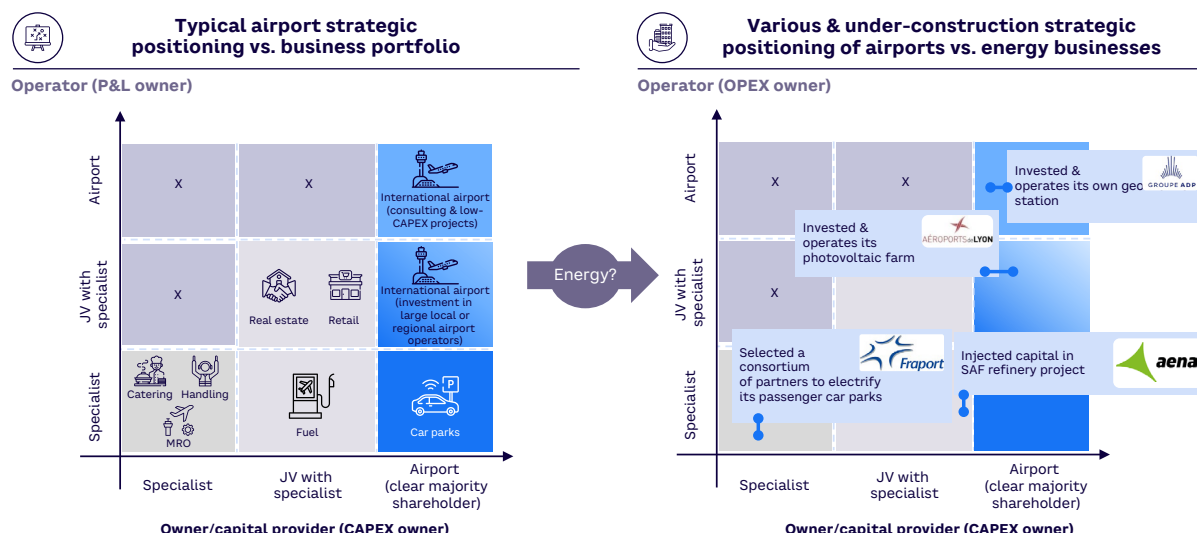 Typical airport strategic
positioning vs. business portfolio
Operator (P&L owner)
Airport
JV with
specialist
Specialist
X
X
International airport
(consulting & low-
CAPEX projects)
X
Real estate
Retail
International airport
(investment in
large local or
regional airport
operators)
Catering
Handling
MRO
Fuel
P
Car parks
Specialist
JV with
specialist
Airport
(clear majority
shareholder)
Owner/capital provider (CAPEX owner)
Energy?
Various & under-construction strategic
positioning of airports vs. energy businesses
Operator (OPEX owner)
Airport
JV with
specialist
Specialist
X
X
Invested &
operates its own geo
station
GROUPE ADP
Invested &
operates its
photovoltaic farm
AÉROPORTS de LYON
X
Selected a
consortium
of partners to electrify
its passenger car parks
Fraport
Injected capital in
SAF refinery project
aena
Specialist
JV with
specialist
Airport
(clear majority
shareholder)
Owner/capital provider (CAPEX owner)